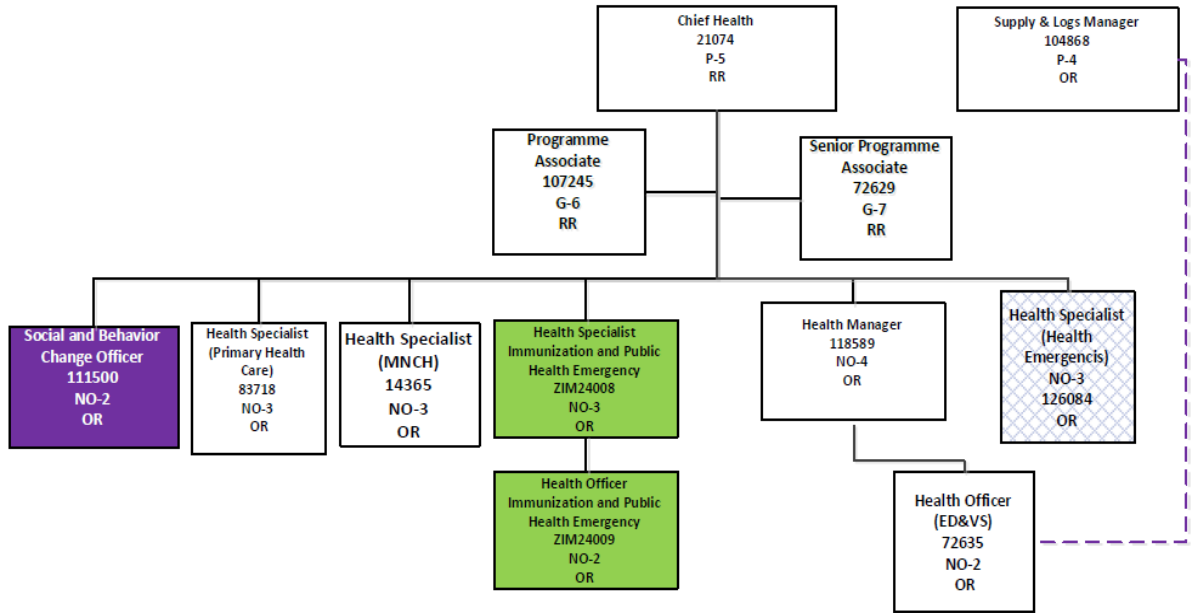 Chief Health
21074
P-5
RR
Supply & Logs Manager
104868
P-4
OR
Programme
Associate
107245
G-6
RR
Senior Programme
Associate
72629
G-7
RR
Social and Behavior
Change Officer
111500
NO-2
OR
Health Specialist
(Primary Health
Care)
83718
NO-3
OR
Health Specialist
(MNCH)
14365
NO-3
OR
Health Specialist
Immunization and Public
Health Emergency
ZIM24008
NO-3
OR
Health Manager
118589
NO-4
OR
Health Specialist
(Health
Emergencis)
NO-3
126084
OR
Health Officer
Immunization and Public
Health Emergency
ZIM24009
NO-2
OR
Health Officer
(ED&VS)
72635
NO-2
OR